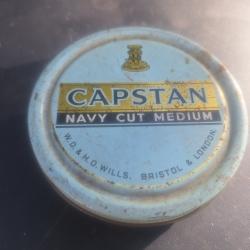 CAPSTAN
NAVY CUT MEDIUM
W.D. & H.O. WILLS. BRISTOL & LONDON.